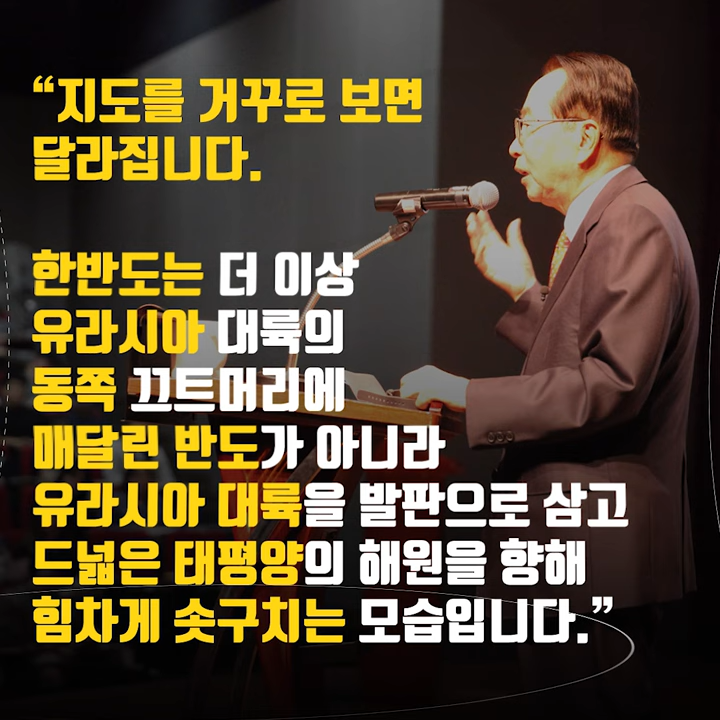 “지도를 거꾸로 보면
달라집니다.
한반도는 더 이상
유라시아 대륙의
동쪽 끄트머리에
매달린 반도가 아니라
유라시아 대륙을 발판으로 삼고
드넓은 태평양의 해원을 향해
힘차게 솟구치는 모습입니다.”